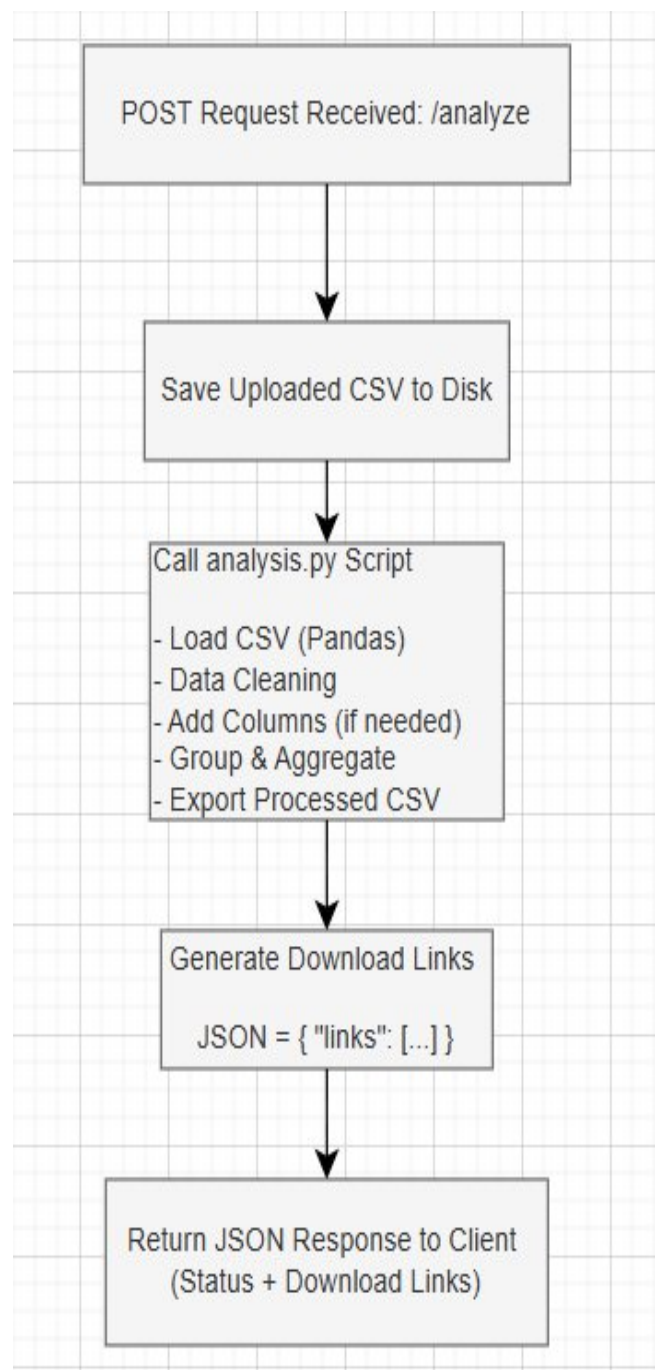 POST Request Received: /analyze
Save Uploaded CSV to Disk
Call analysis.py Script
- Load CSV (Pandas)
- Data Cleaning
- Add Columns (if needed)
- Group & Aggregate
- Export Processed CSV
Generate Download Links
JSON = { "links": [...] }
Return JSON Response to Client
(Status + Download Links)